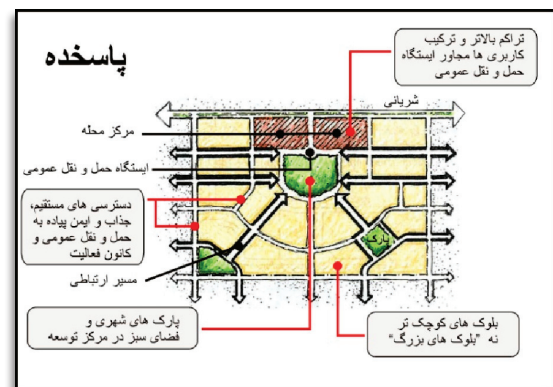 پاسخده
تراکم بالاتر و ترکیب
کاربری ها مجاور ایستگاه
حمل و نقل عمومی
شریانی
مرکز محله
ایستگاه حمل و نقل عمومی
دسترسی های مستقیم،
جذاب و ایمن پیاده به
حمل و نقل عمومی و
کانون فعالیت
پارک
مسیر ارتباطی
پارک های شهری و
فضای سبز در مرکز توسعه
بلوک های کوچک تر
نه "بلوک های بزرگ"